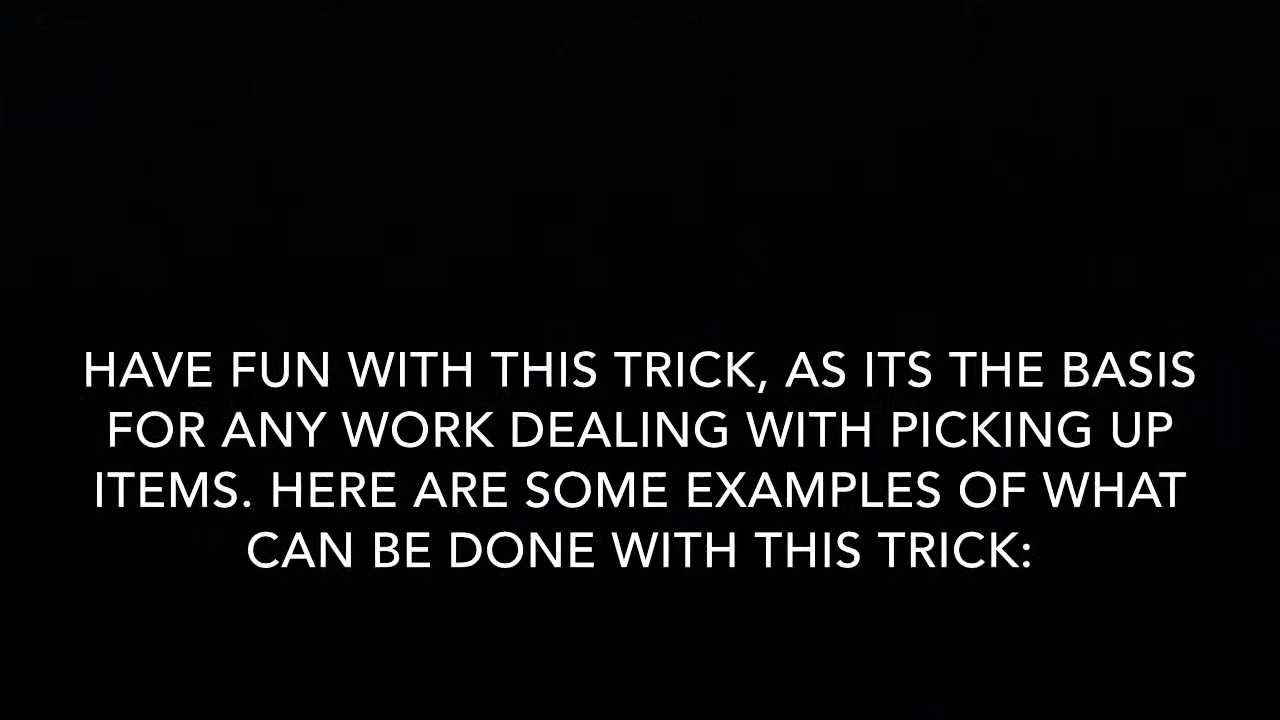 HAVE FUN WITH THIS TRICK, AS ITS THE BASIS
FOR ANY WORK DEALING WITH PICKING UP
ITEMS. HERE ARE SOME EXAMPLES OF WHAT
CAN BE DONE WITH THIS TRICK: